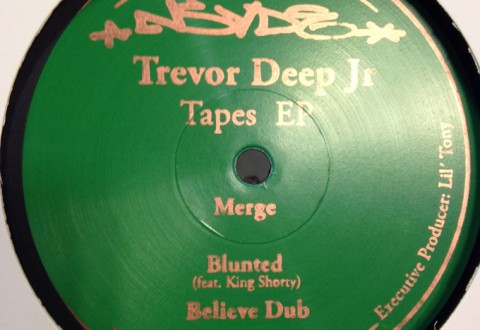 Trevor Deep Jr
Tapes EP
Merge
Blunted
(feat. King Shorty)
Believe Dub
Executive Producer: Lil' Tony